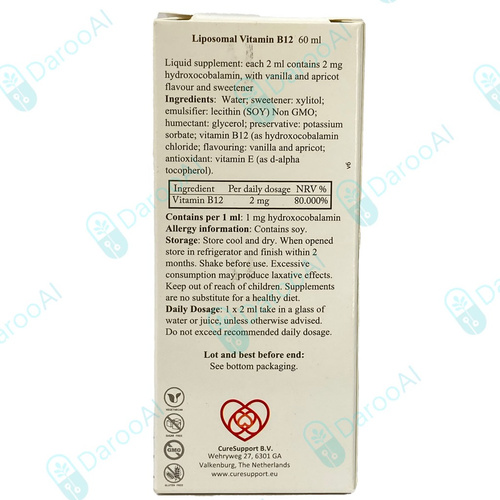 Liposomal Vitamin B12 60 ml
Liquid supplement: each 2 ml contains 2 mg
hydroxocobalamin, with vanilla and apricot
flavour and sweetener
Ingredients: Water; sweetener: xylitol;
emulsifier: lecithin (SOY) Non GMO;
humectant: glycerol; preservative: potassium
sorbate; vitamin B12 (as hydroxocobalamin
chloride; flavouring: vanilla and apricot;
antioxidant: vitamin E (as d-alpha
tocopherol).
v6
Ingredient Per daily dosage NRV %
Vitamin B12 2 mg 80.000%
Contains per 1 ml: 1 mg hydroxocobalamin
Allergy information: Contains soy.
Storage: Store cool and dry. When opened
store in refrigerator and finish within 2
months. Shake before use. Excessive
consumption may produce laxative effects.
Keep out of reach of children. Supplements
are no substitute for a healthy diet.
Daily Dosage: 1 x 2 ml take in a glass of
water or juice, unless otherwise advised.
Do not exceed recommended daily dosage.
Lot and best before end:
See bottom packaging.
VEGETARIAN
SUGAR FREE
GMO
GLUTEN FREE
CureSupport B.V.
Wehryweg 27, 6301 GA
Valkenburg, The Netherlands
www.curesupport.eu
DarooAI
DarooAI
DarooAI
DarooAI
DarooAI